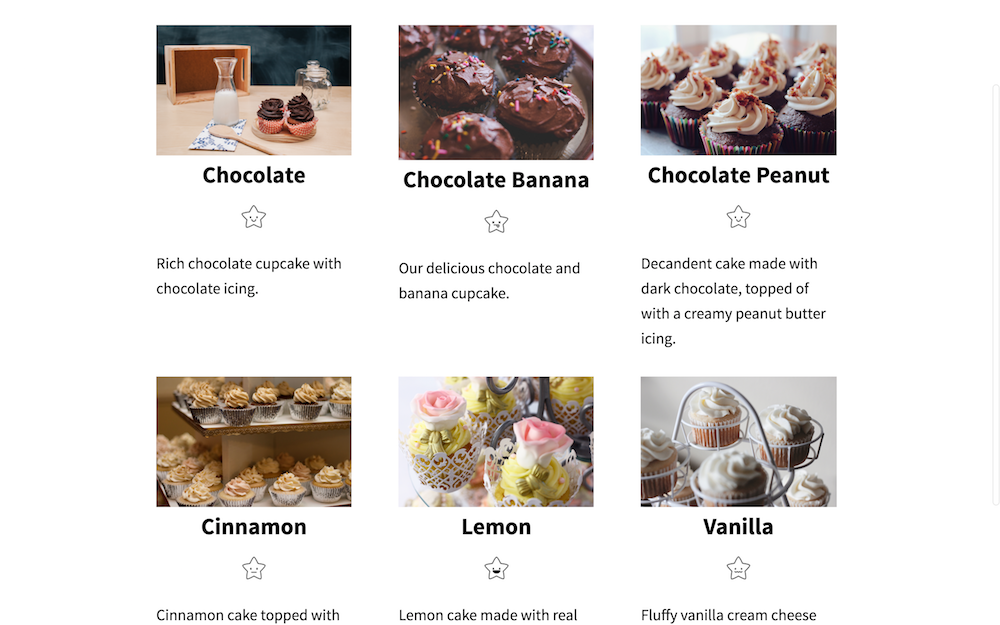 Chocolate
Rich chocolate cupcake with
chocolate icing.
Chocolate Banana
Our delicious chocolate and
banana cupcake.
Chocolate Peanut
Decandent cake made with
dark chocolate, topped of
with a creamy peanut butter
icing.
Cinnamon
Cinnamon cake topped with
Lemon
Lemon cake made with real
Vanilla
Fluffy vanilla cream cheese